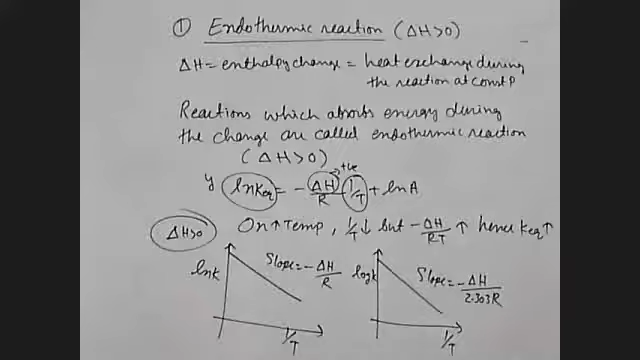 ① Endothermic reaction (ΔH>0)
ΔH = enthalpy change = heat exchange during
the reaction at const P
Reactions which absorbs energy during
the change are called endothermic reaction
(ΔH>0)
+ve
y lnKeq = - ΔH/R 1/T + lnA
ΔH>0 On ↑ Temp, 1/T ↓ but -ΔH/RT ↑ hence Keq ↑
lnk Slope = -ΔH/R 1/T
logk Slope = -ΔH/2.303R 1/T